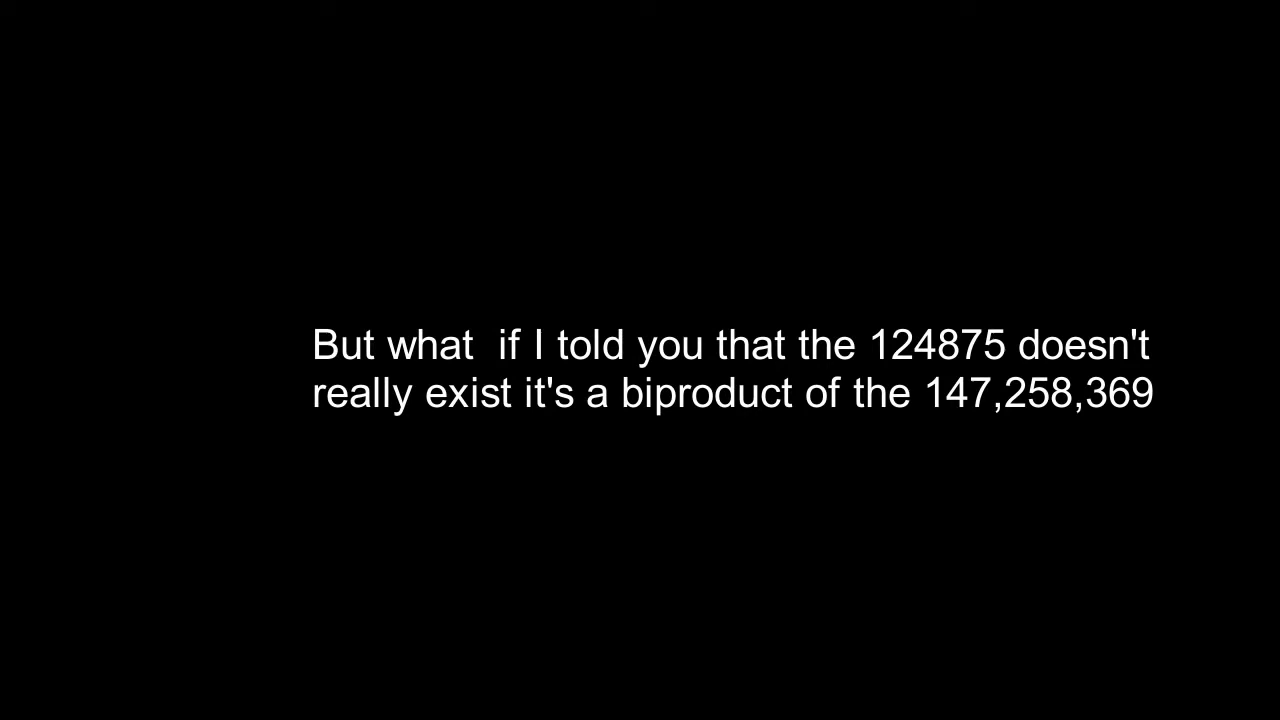 But what  if I told you that the 124875 doesn't
really exist it's a biproduct of the 147,258,369